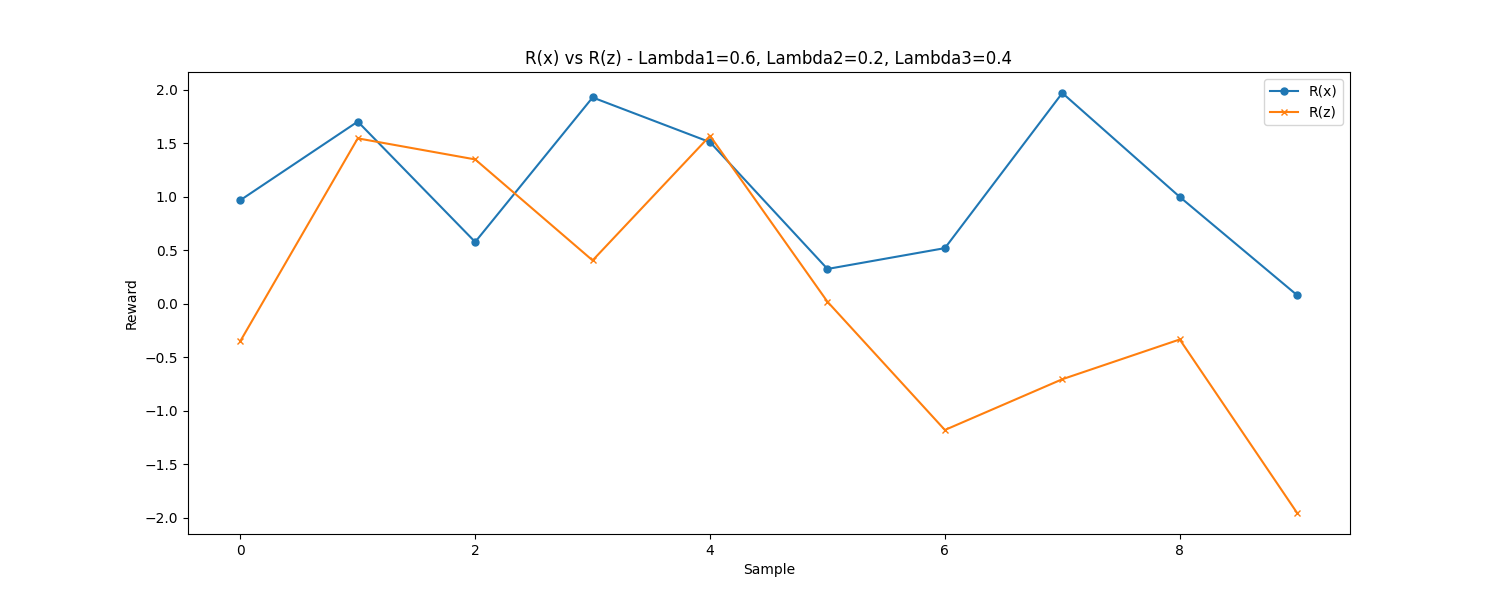 R(x) vs R(z) - Lambda1=0.6, Lambda2=0.2, Lambda3=0.4
R(x)
R(z)
2.0
1.5
1.0
0.5
0.0
−0.5
−1.0
−1.5
−2.0
Reward
0 2 4 6 8
Sample